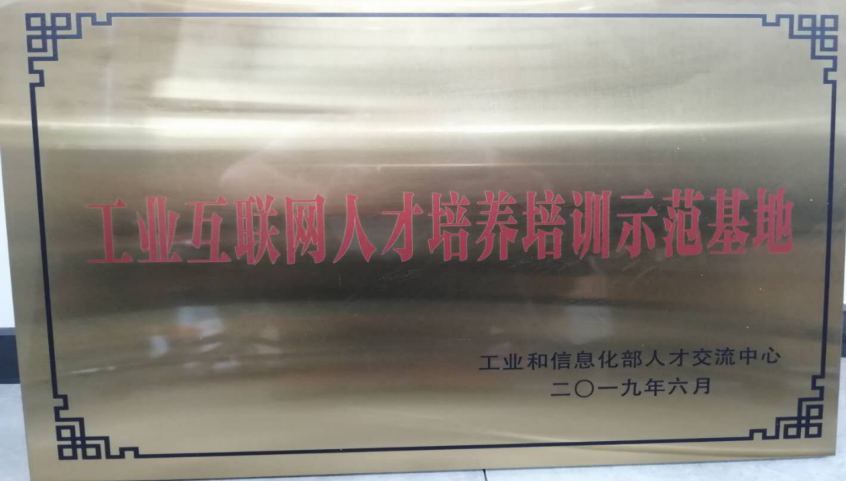 工业互联网人才培养培训示范基地
工业和信息化部人才交流中心
二〇一九年六月